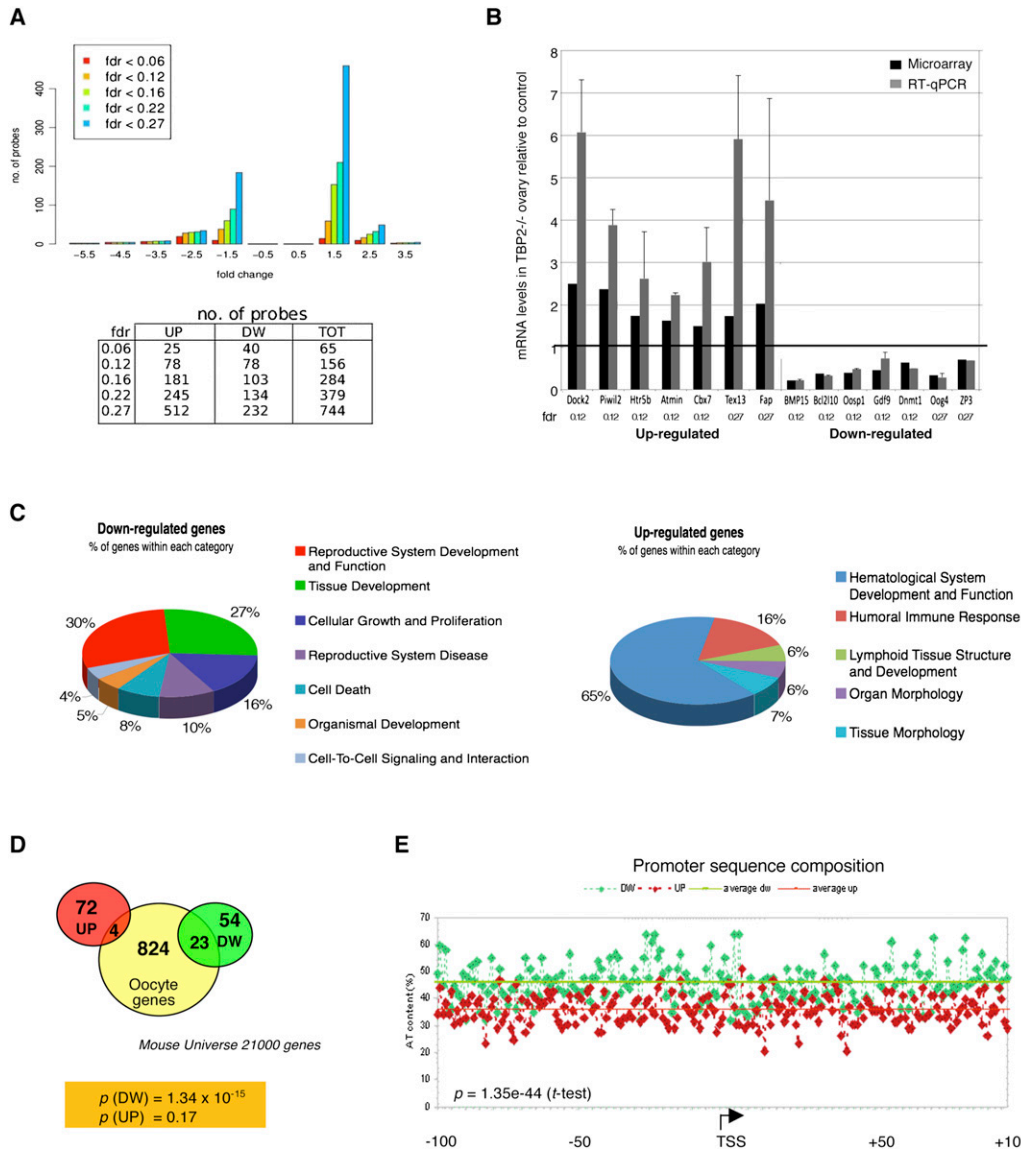 A
fdr < 0.06
fdr < 0.12
fdr < 0.16
fdr < 0.22
fdr < 0.27
no. of probes
400
300
200
100
0
−5.5 −4.5 −3.5 −2.5 −1.5 −0.5 0.5 1.5 2.5 3.5
fold change
no. of probes
fdr UP DW TOT
0.06 25 40 65
0.12 78 78 156
0.16 181 103 284
0.22 245 134 379
0.27 512 232 744
B
Microarray
RT-qPCR
mRNA levels in TBP2-/- ovary relative to control
8
7
6
5
4
3
2
1
0
Dock2 Piwil2 Htr5b Atmin Cbx7 Tex13 Fap BMP15 Bcl2l10 Oosp1 Gdf9 Dnmt1 Oog4 ZP3
fdr 0.12 0.12 0.12 0.12 0.12 0.27 0.27 0.12 0.12 0.12 0.12 0.12 0.27 0.27
Up-regulated Down-regulated
C
Down-regulated genes
% of genes within each category
30%
27%
16%
10%
8%
5%
4%
Reproductive System Development
and Function
Tissue Development
Cellular Growth and Proliferation
Reproductive System Disease
Cell Death
Organismal Development
Cell-To-Cell Signaling and Interaction
Up-regulated genes
% of genes within each category
16%
6%
6%
7%
65%
Hematological System
Development and Function
Humoral Immune Response
Lymphoid Tissue Structure
and Development
Organ Morphology
Tissue Morphology
D
72
UP
4
824
Oocyte
genes
23
54
DW
Mouse Universe 21000 genes
p (DW) = 1.34 x 10-15
p (UP) = 0.17
E
Promoter sequence composition
DW UP average dw average up
AT content(%)
70
60
50
40
30
20
10
0
p = 1.35e-44 (t-test)
-100 -50 TSS +50 +10